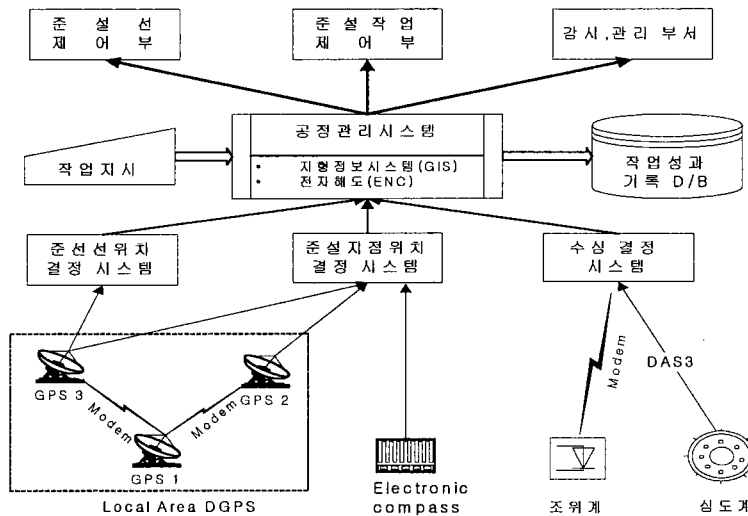 준 설 선
제 어 부
준 설 작 업
제 어 부
감 시 , 관 리 부 서
공 정 관 리 시 스 템
• 지 형 정 보 시 스 템 (GIS)
• 전 자 해 도 (ENC)
작 업 지 시
작 업 성 과
기 록 D/B
준 선 선 위 치
결 정 시 스 템
준 설 지 점 위 치
결 정 시 스 템
수 심 결 정
시 스 템
GPS 3
Modem
Modem
GPS 2
GPS 1
Local Area DGPS
Electronic
compass
Modem
DAS3
조 위 계
심 도 계